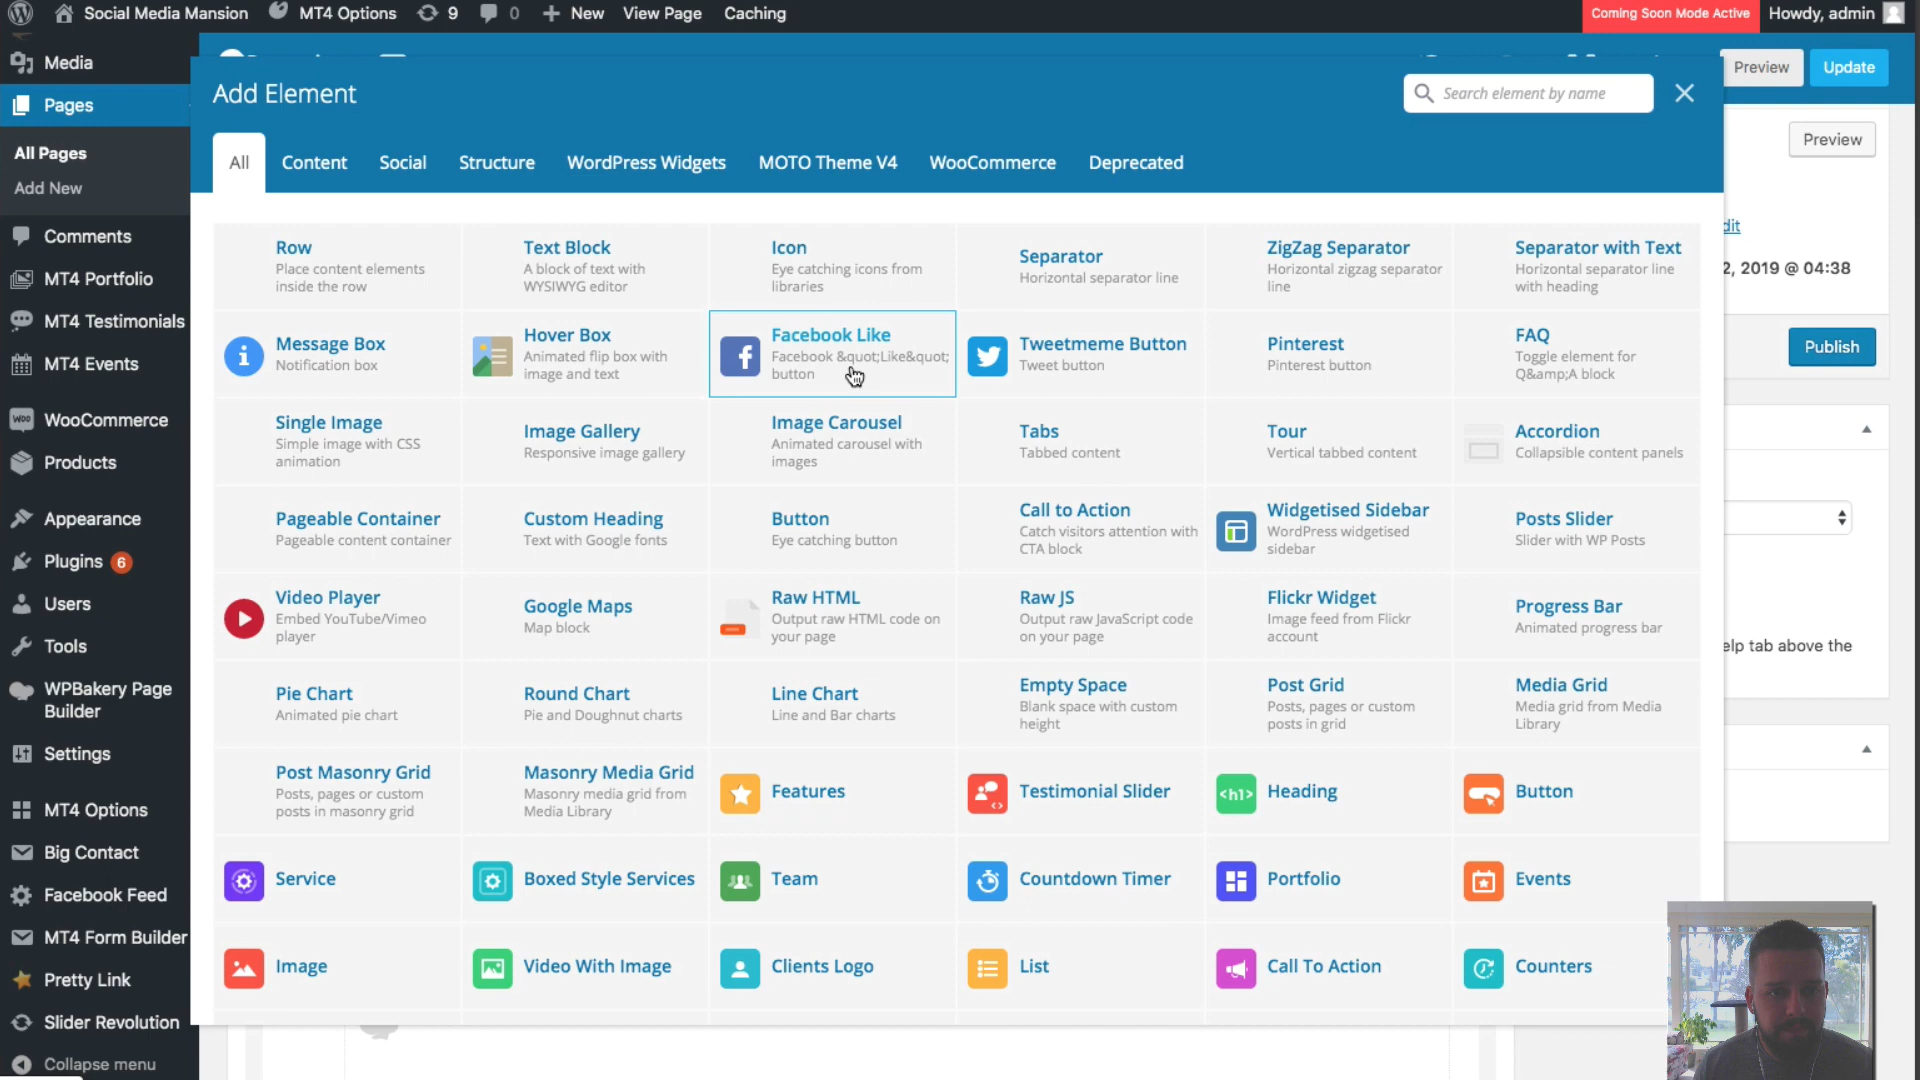 Social Media Mansion
MT4 Options
9
0
New
View Page
Caching
Coming Soon Mode Active
Howdy, admin
Media
Pages
All Pages
Add New
Comments
MT4 Portfolio
MT4 Testimonials
MT4 Events
WooCommerce
Products
Appearance
Plugins 6
Users
Tools
WPBakery Page
Builder
Settings
MT4 Options
Big Contact
Facebook Feed
MT4 Form Builder
Pretty Link
Slider Revolution
Collapse menu
Preview
Update
Add Element
Search element by name
All
Content
Social
Structure
WordPress Widgets
MOTO Theme V4
WooCommerce
Deprecated
Row
Place content elements
inside the row
Text Block
A block of text with
WYSIWYG editor
Icon
Eye catching icons from
libraries
Separator
Horizontal separator line
ZigZag Separator
Horizontal zigzag separator
line
Separator with Text
Horizontal separator line
with heading
Message Box
Notification box
Hover Box
Animated flip box with
image and text
Facebook Like
Facebook &quot;Like&quot;
button
Tweetmeme Button
Tweet button
Pinterest
Pinterest button
FAQ
Toggle element for
Q&amp;A block
Single Image
Simple image with CSS
animation
Image Gallery
Responsive image gallery
Image Carousel
Animated carousel with
images
Tabs
Tabbed content
Tour
Vertical tabbed content
Accordion
Collapsible content panels
Pageable Container
Pageable content container
Custom Heading
Text with Google fonts
Button
Eye catching button
Call to Action
Catch visitors attention with
CTA block
Widgetised Sidebar
WordPress widgetised
sidebar
Posts Slider
Slider with WP Posts
Video Player
Embed YouTube/Vimeo
player
Google Maps
Map block
Raw HTML
Output raw HTML code on
your page
Raw JS
Output raw JavaScript code
on your page
Flickr Widget
Image feed from Flickr
account
Progress Bar
Animated progress bar
Pie Chart
Animated pie chart
Round Chart
Pie and Doughnut charts
Line Chart
Line and Bar charts
Empty Space
Blank space with custom
height
Post Grid
Posts, pages or custom
posts in grid
Media Grid
Media grid from Media
Library
Post Masonry Grid
Posts, pages or custom
posts in masonry grid
Masonry Media Grid
Masonry media grid from
Media Library
Features
Testimonial Slider
<h1>
Heading
Button
Service
Boxed Style Services
Team
Countdown Timer
Portfolio
Events
Image
Video With Image
Clients Logo
List
Call To Action
Counters
Preview
dit
2, 2019 @ 04:38
Publish
elp tab above the